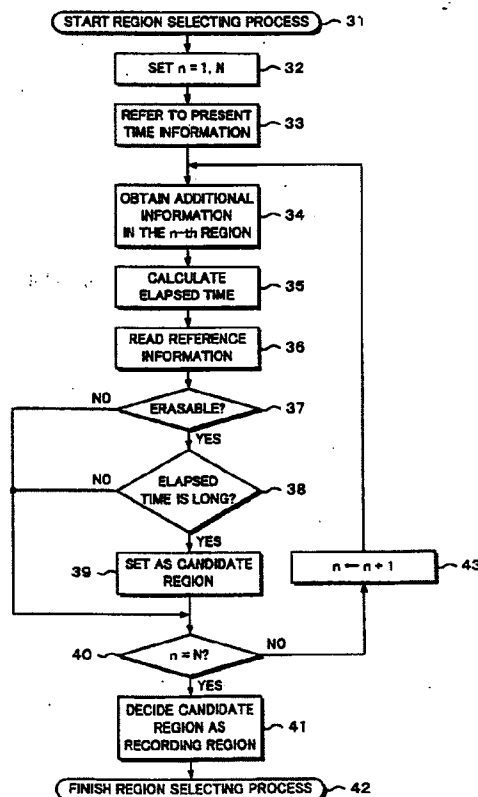 START REGION SELECTING PROCESS 31
SET n = 1, N 32
REFER TO PRESENT
TIME INFORMATION 33
OBTAIN ADDITIONAL
INFORMATION
IN THE n-th REGION 34
CALCULATE
ELAPSED TIME 35
READ REFERENCE
INFORMATION 36
NO
ERASABLE? 37
YES
NO
ELAPSED
TIME IS LONG? 38
YES
39 SET AS CANDIDATE
REGION
n ← n + 1 43
40 n = N? NO
YES
DECIDE CANDIDATE
REGION AS
RECORDING REGION 41
FINISH REGION SELECTING PROCESS 42